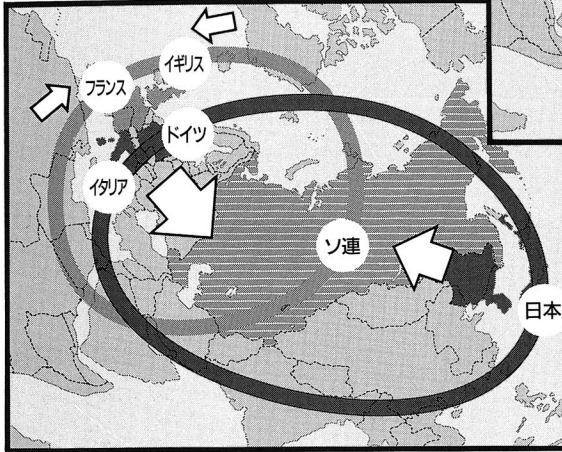 イギリス
フランス
ドイツ
イタリア
ソ連
日本